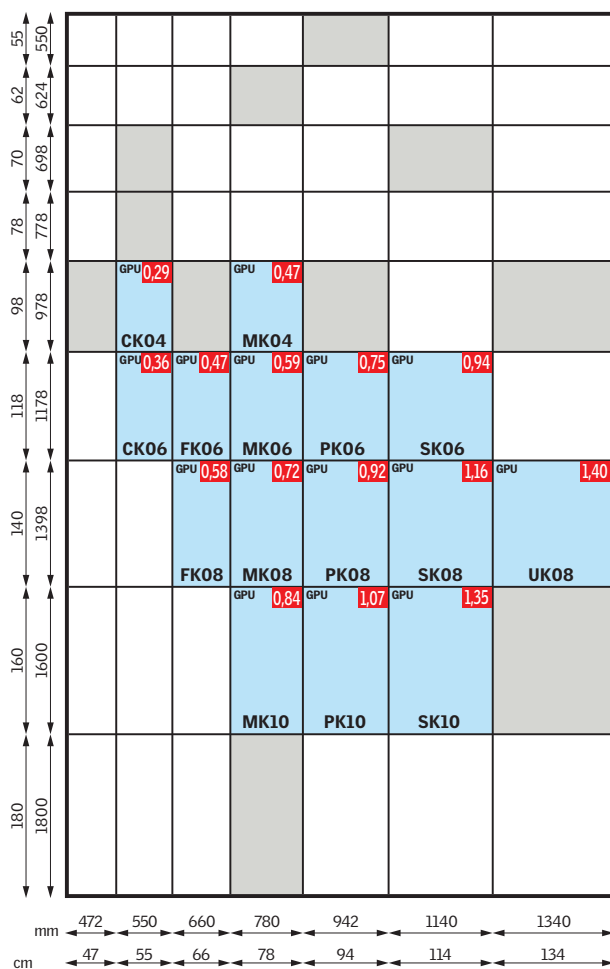 55 550
62 624
70 698
78 778
98 978
GPU 0,29 GPU 0,47
CK04 MK04
118 1178
GPU 0,36 GPU 0,47 GPU 0,59 GPU 0,75 GPU 0,94
CK06 FK06 MK06 PK06 SK06
140 1398
GPU 0,58 GPU 0,72 GPU 0,92 GPU 1,16 GPU 1,40
FK08 MK08 PK08 SK08 UK08
160 1600
GPU 0,84 GPU 1,07 GPU 1,35
MK10 PK10 SK10
180 1800
mm 472 550 660 780 942 1140 1340
cm 47 55 66 78 94 114 134